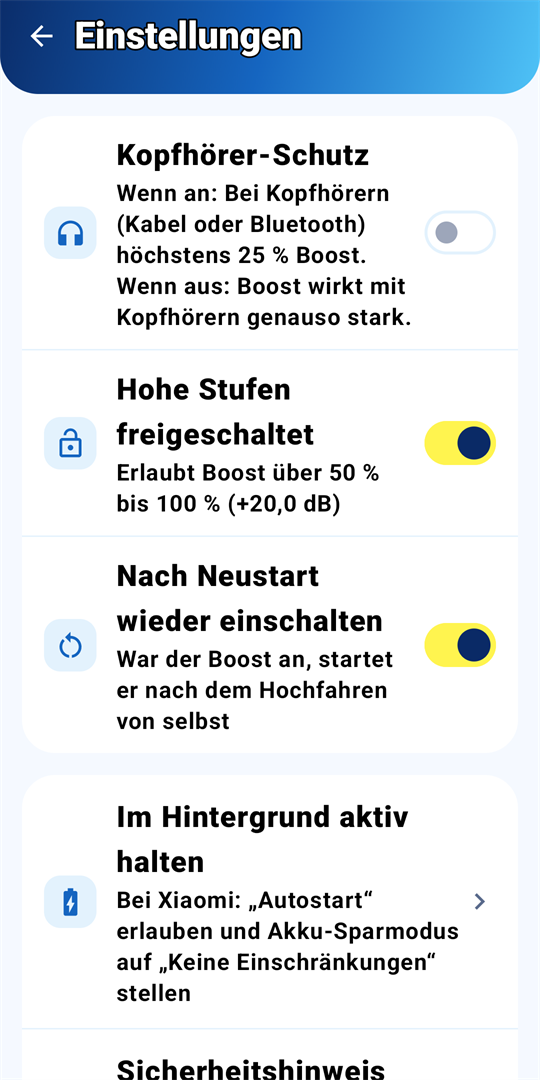 Einstellungen
Kopfhörer-Schutz
Wenn an: Bei Kopfhörern
(Kabel oder Bluetooth)
höchstens 25 % Boost.
Wenn aus: Boost wirkt mit
Kopfhörern genauso stark.
Hohe Stufen
freigeschaltet
Erlaubt Boost über 50 %
bis 100 % (+20,0 dB)
Nach Neustart
wieder einschalten
War der Boost an, startet
er nach dem Hochfahren
von selbst
Im Hintergrund aktiv
halten
Bei Xiaomi: „Autostart“
erlauben und Akku-Sparmodus
auf „Keine Einschränkungen“
stellen
Sicherheitshinweis